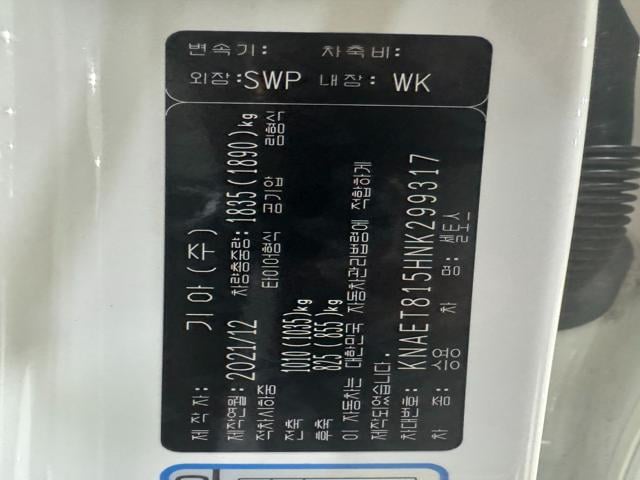 변속기: 차축비:
외장:SWP 내장: WK
제작자: 기아(주)
제작연월: 2021/12 차량총중량: 1835(1890)kg
적차시하중 타이어형식 공기압 림형식
전축 1010(1035)kg
후축 825(855)kg
이 자동차는 대한민국 자동차관리법령에 적합하게
제작되었습니다.
차대번호: KNAET815HNK299317
차 종: 승용 차 명: 셀토스